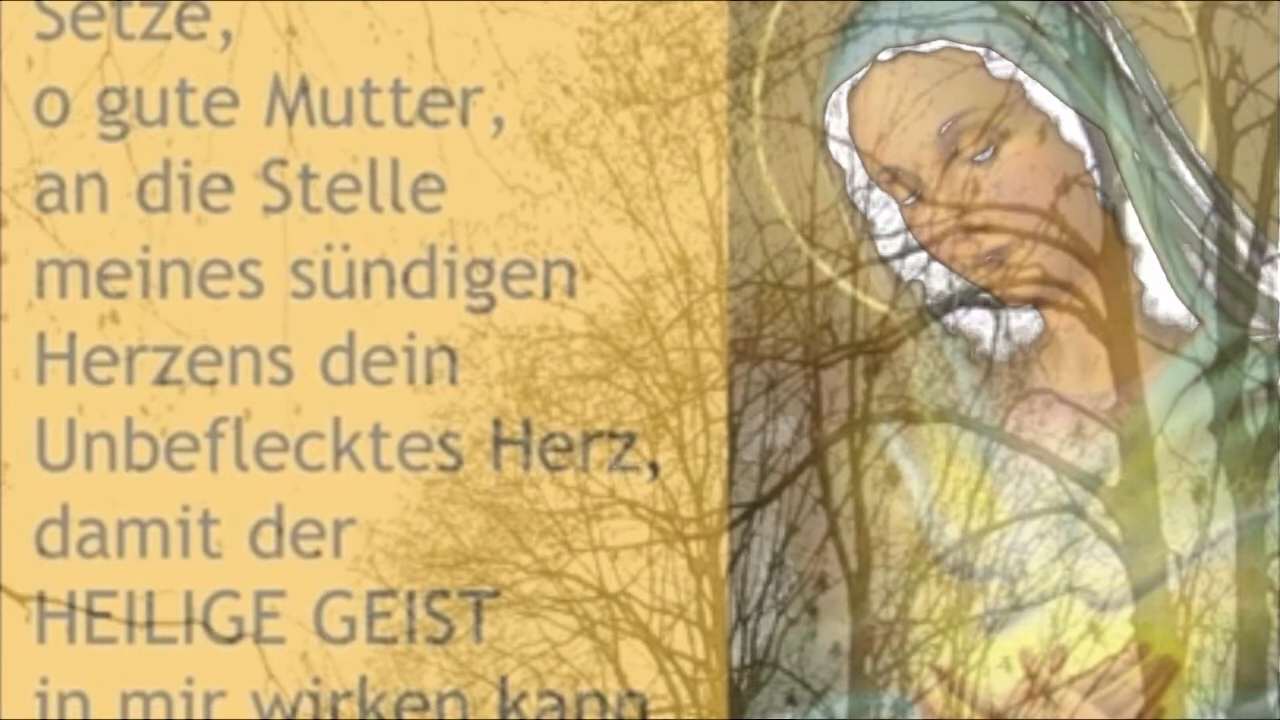 Setze,
o gute Mutter,
an die Stelle
meines sündigen
Herzens dein
Unbeflecktes Herz,
damit der
HEILIGE GEIST
in mir wirken kann